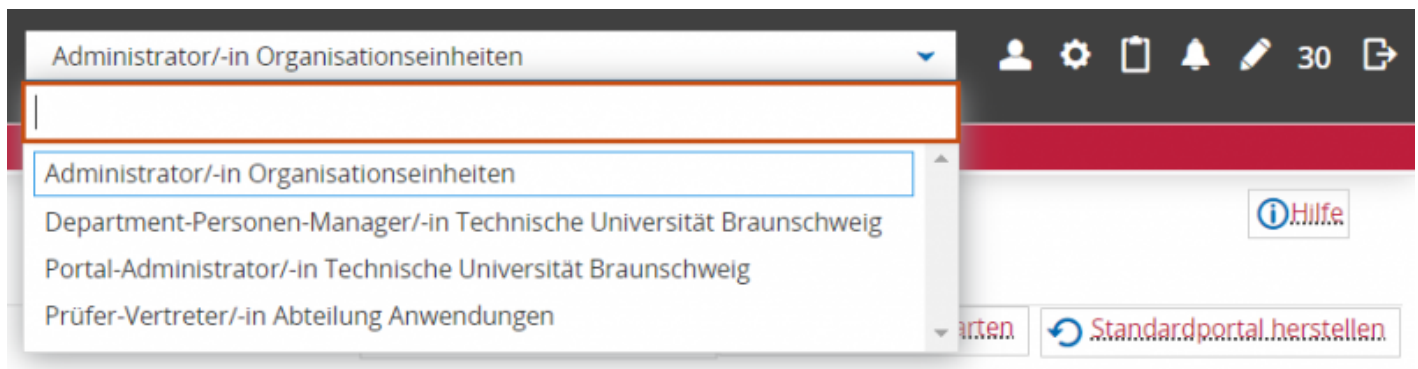 Administrator/-in Organisationseinheiten
30
Administrator/-in Organisationseinheiten
Department-Personen-Manager/-in Technische Universität Braunschweig
Hilfe
Portal-Administrator/-in Technische Universität Braunschweig
Prüfer-Vertreter/-in Abteilung Anwendungen
arten Standardportal herstellen